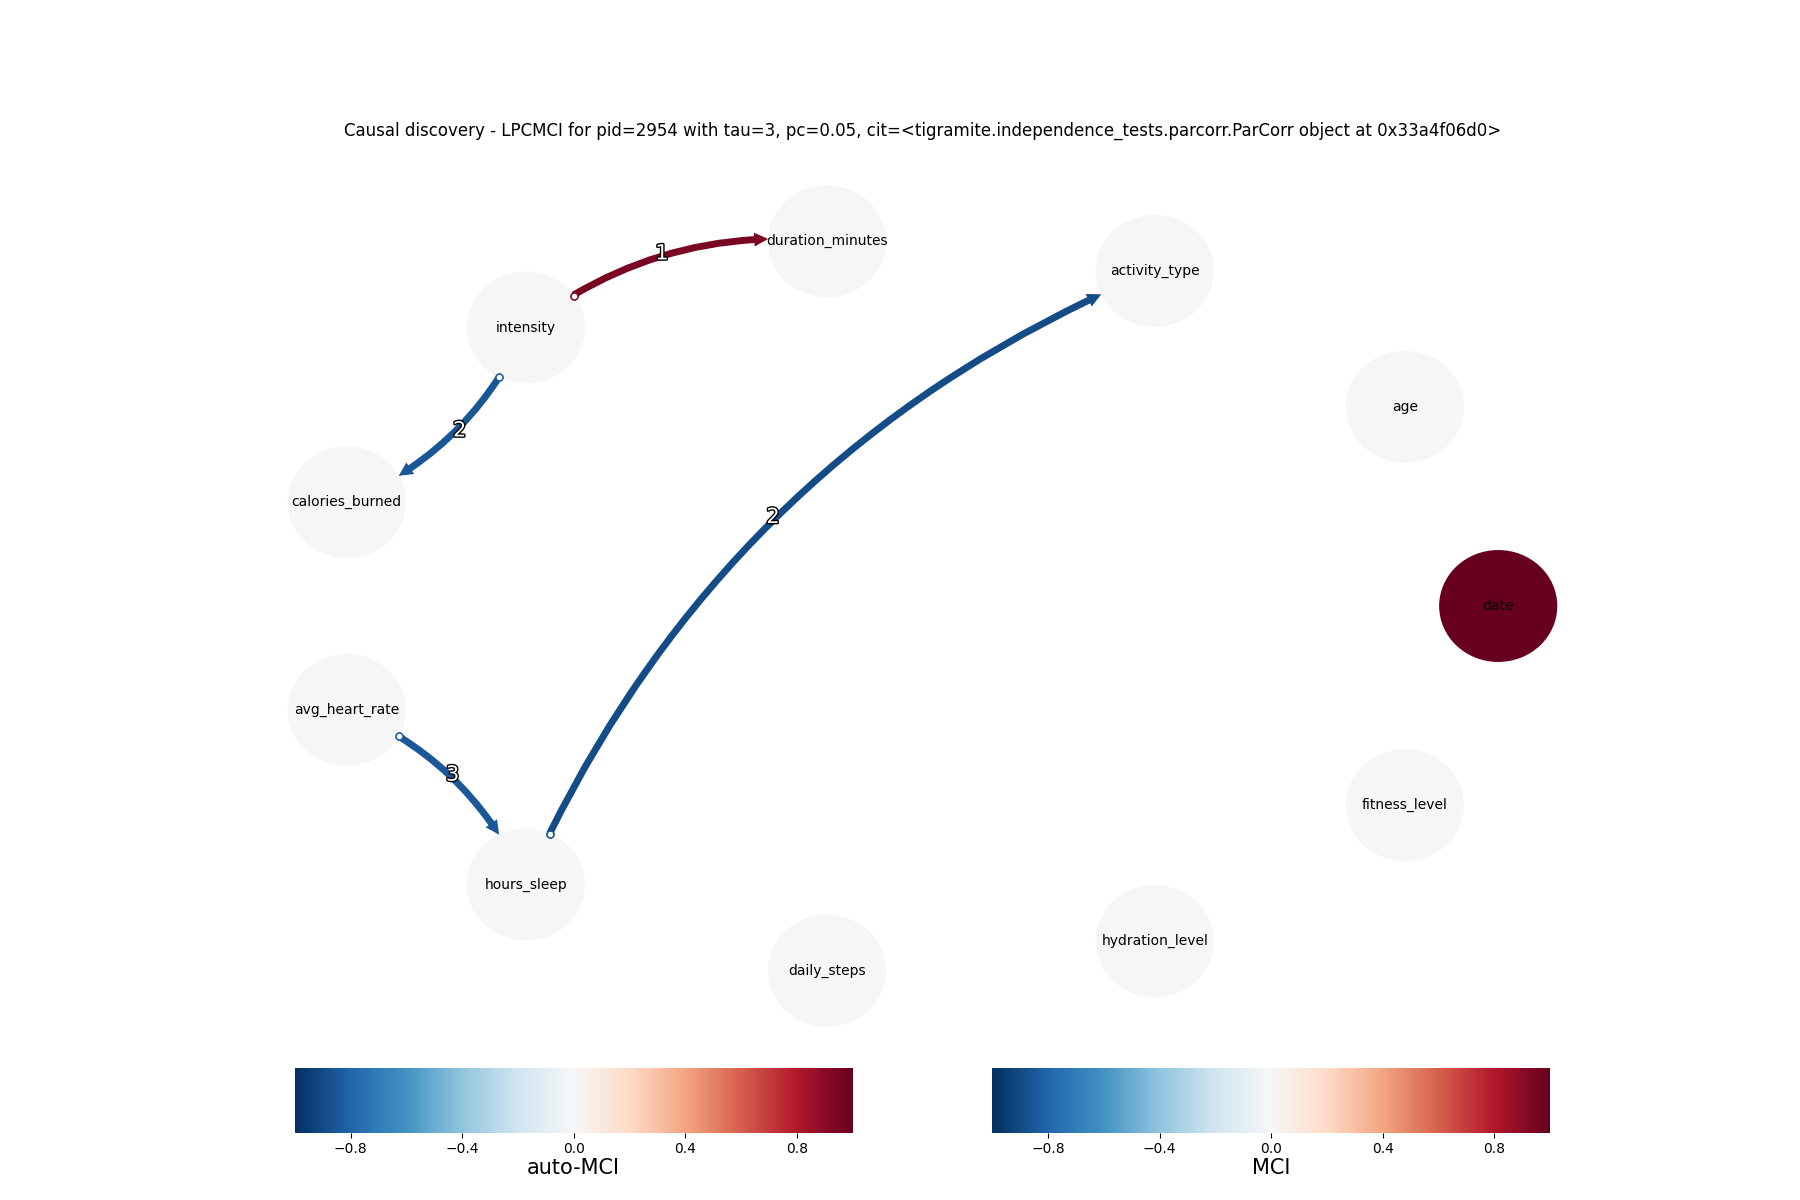 Causal discovery - LPCMCI for pid=2954 with tau=3, pc=0.05, cit=<tigramite.independence_tests.parcorr.ParCorr object at 0x33a4f06d0>
duration_minutes
1
activity_type
intensity
age
2
calories_burned
2
date
avg_heart_rate
3
fitness_level
hours_sleep
hydration_level
daily_steps
−0.8 −0.4 0.0 0.4 0.8
auto-MCI
−0.8 −0.4 0.0 0.4 0.8
MCI